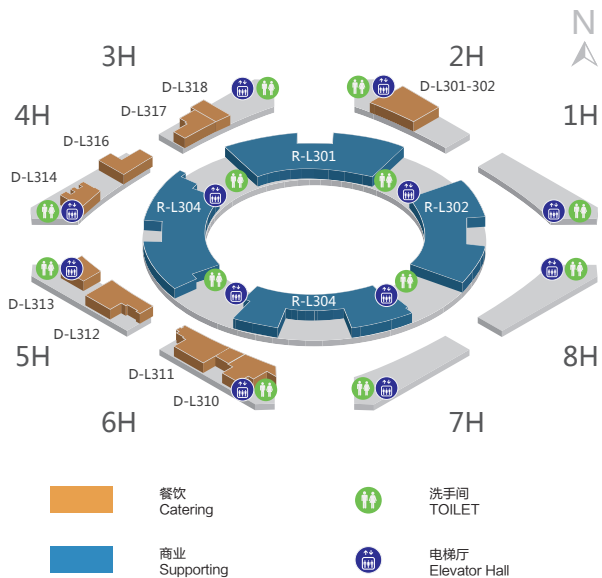 N
3H
2H
D-L318
D-L301-302
D-L317
4H
1H
D-L316
R-L301
D-L314
R-L304
R-L302
D-L313
R-L304
D-L312
5H
8H
D-L311
D-L310
6H
7H
餐饮
Catering
洗手间
TOILET
商业
Supporting
电梯厅
Elevator Hall